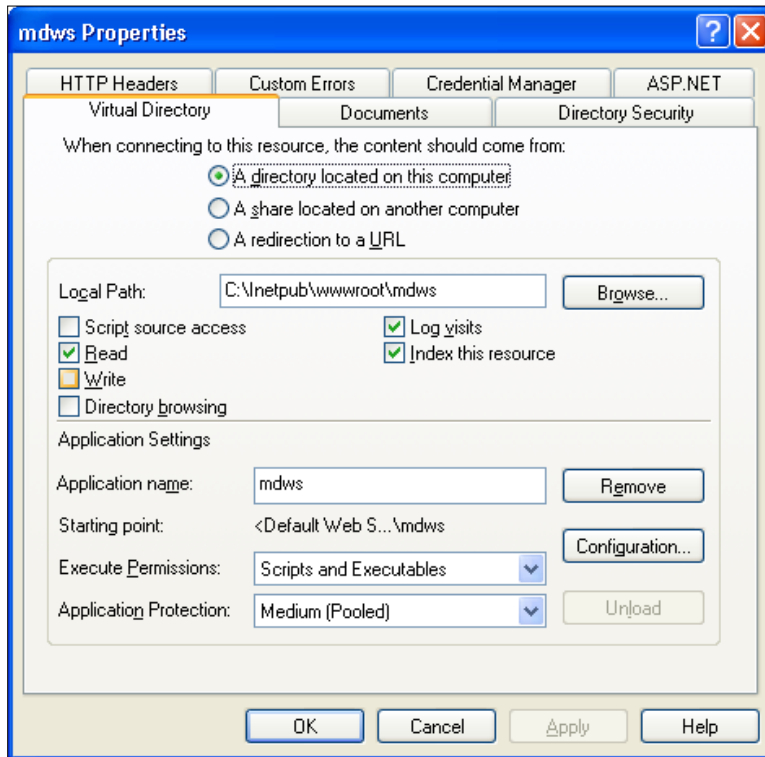 mdws Properties
HTTP Headers Custom Errors Credential Manager ASP.NET
Virtual Directory Documents Directory Security
When connecting to this resource, the content should come from:
A directory located on this computer
A share located on another computer
A redirection to a URL
Local Path: C:\Inetpub\wwwroot\mdws Browse...
Script source access Log visits
Read Index this resource
Write
Directory browsing
Application Settings
Application name: mdws Remove
Starting point: <Default Web S...\mdws
Configuration...
Execute Permissions: Scripts and Executables
Application Protection: Medium (Pooled) Unload
OK Cancel Apply Help